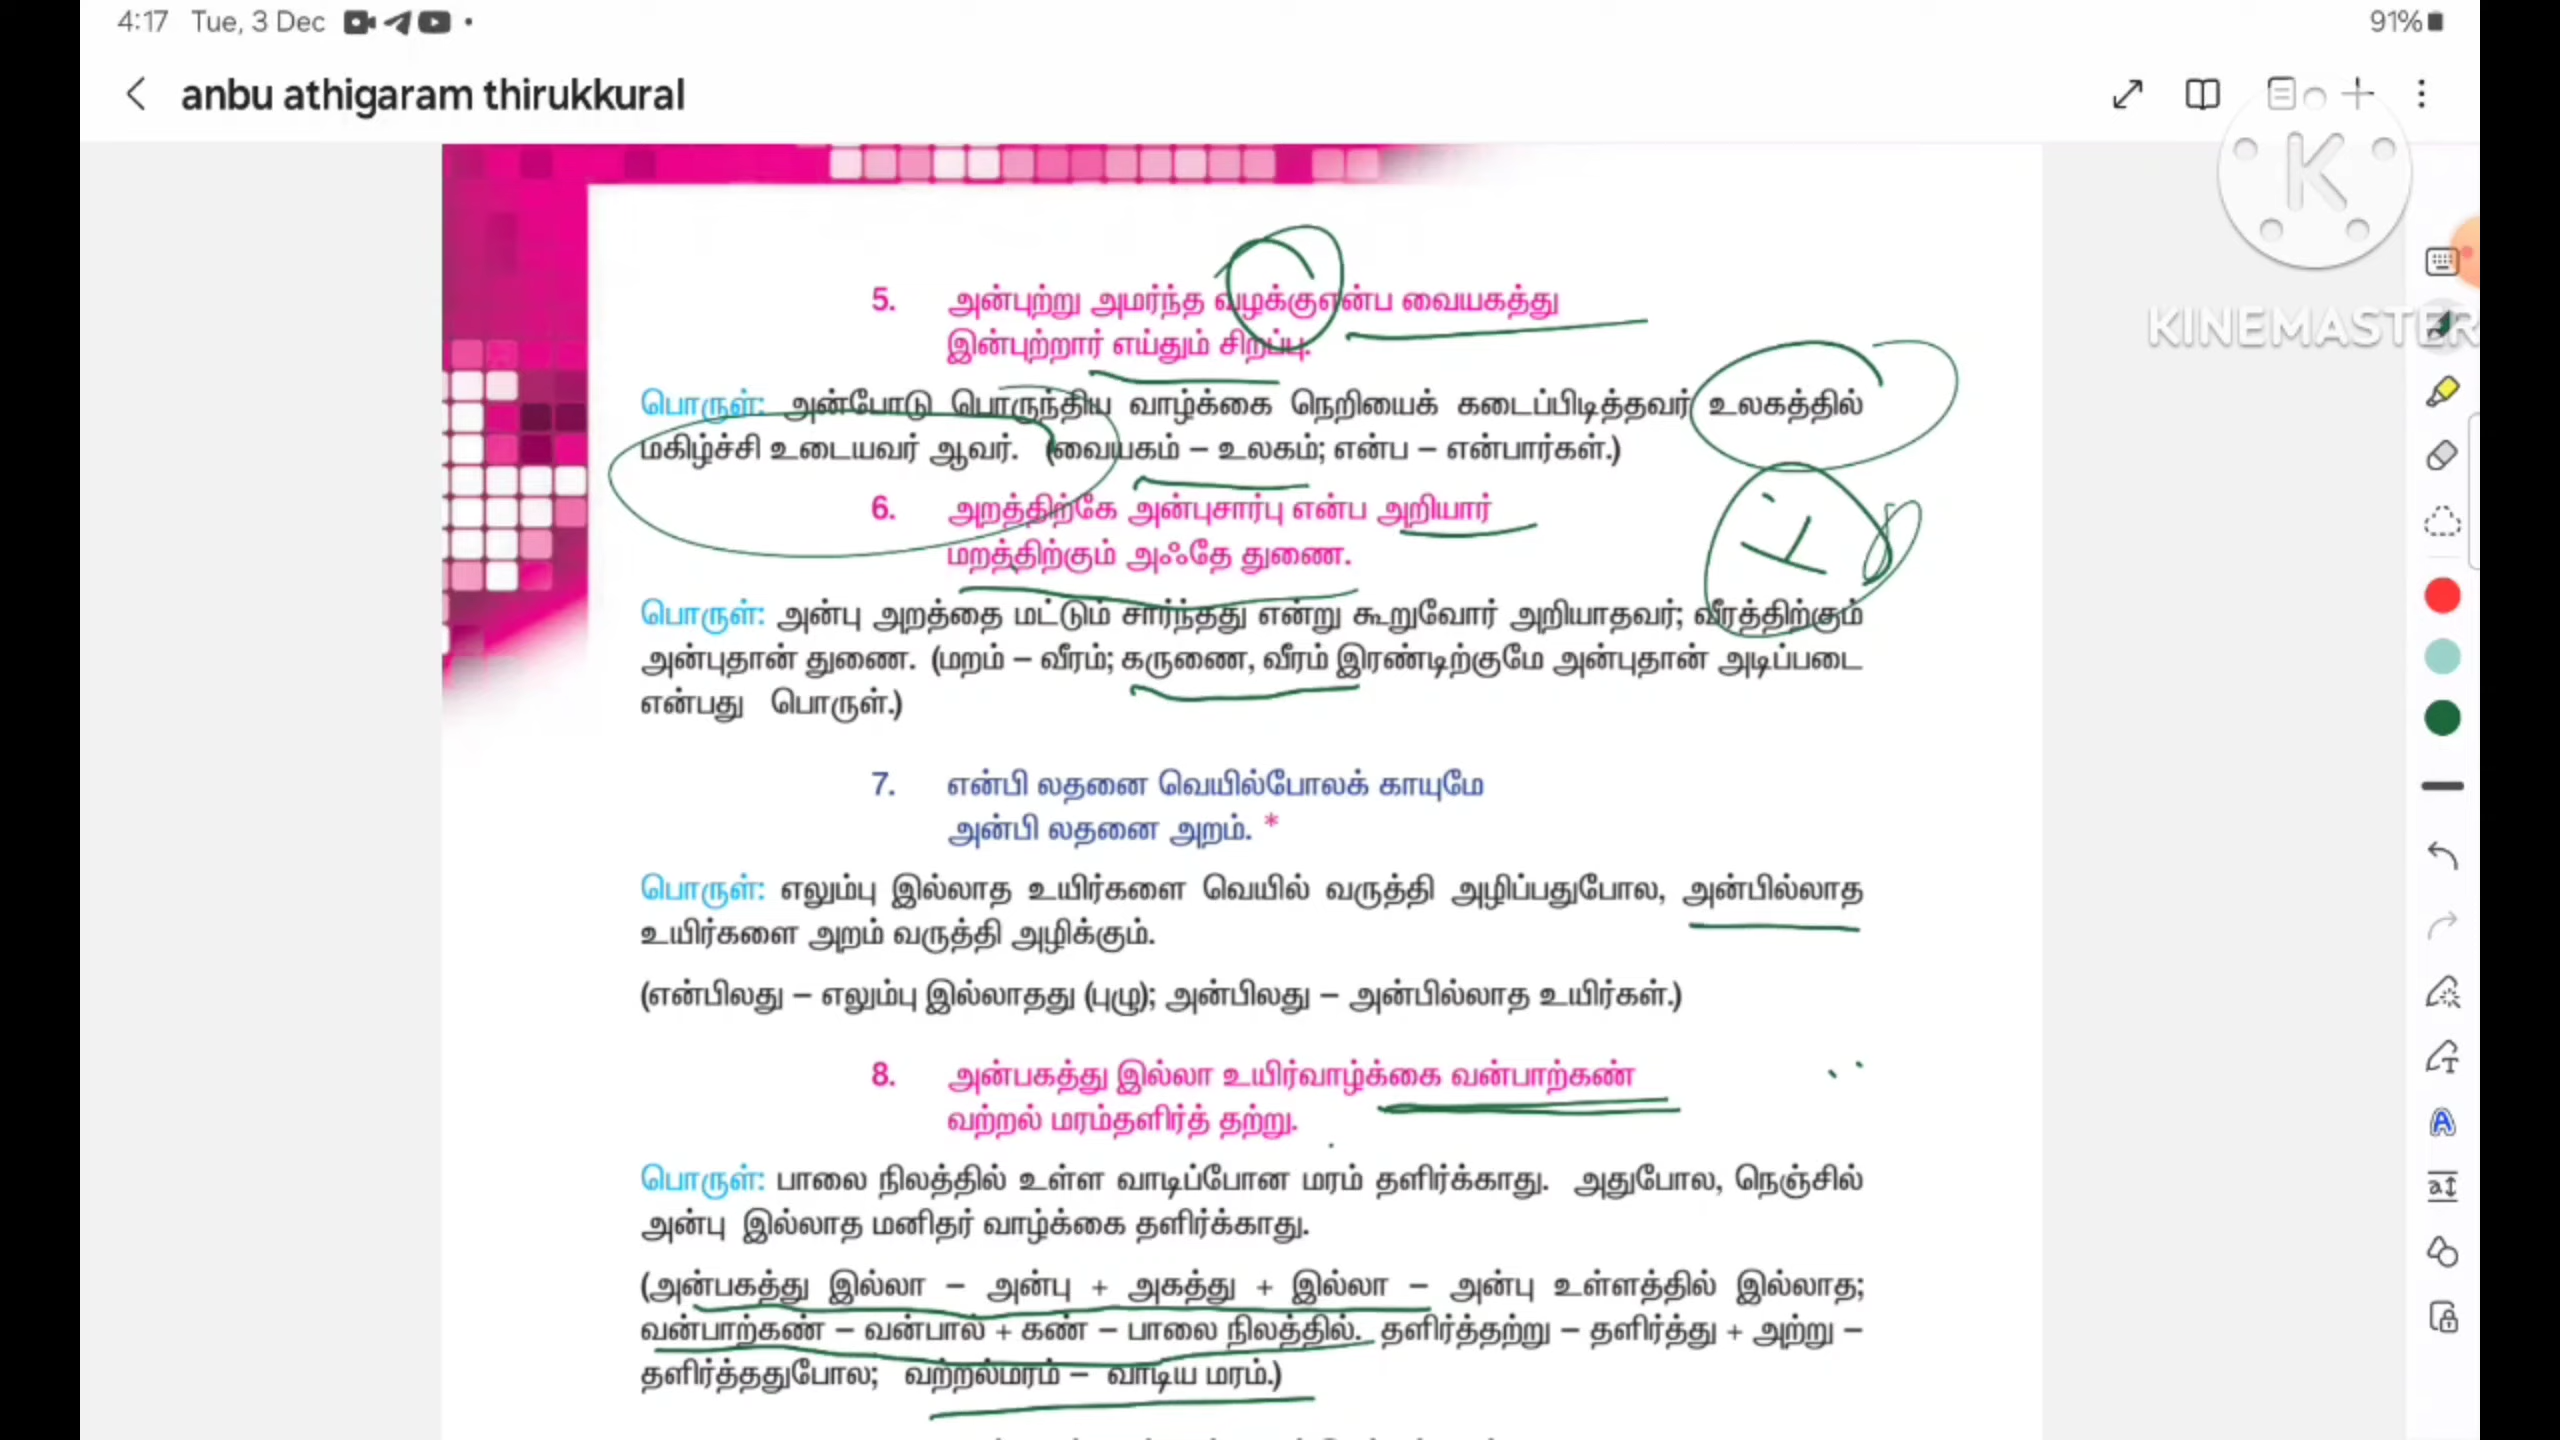 4:17 Tue, 3 Dec
91%
anbu athigaram thirukkural
K
KINEMASTER
5. அன்புற்று அமர்ந்த வழக்குஎன்ப வையகத்து
இன்புற்றார் எய்தும் சிறப்பு.
பொருள்: அன்போடு பொருந்திய வாழ்க்கை நெறியைக் கடைப்பிடித்தவர் உலகத்தில்
மகிழ்ச்சி உடையவர் ஆவர். (வையகம் – உலகம்; என்ப – என்பார்கள்.)
6. அறத்திற்கே அன்புசார்பு என்ப அறியார்
மறத்திற்கும் அஃதே துணை.
பொருள்: அன்பு அறத்தை மட்டும் சார்ந்தது என்று கூறுவோர் அறியாதவர்; வீரத்திற்கும்
அன்புதான் துணை. (மறம் – வீரம்; கருணை, வீரம் இரண்டிற்குமே அன்புதான் அடிப்படை
என்பது பொருள்.)
7. என்பி லதனை வெயில்போலக் காயுமே
அன்பி லதனை அறம். *
பொருள்: எலும்பு இல்லாத உயிர்களை வெயில் வருத்தி அழிப்பதுபோல, அன்பில்லாத
உயிர்களை அறம் வருத்தி அழிக்கும்.
(என்பிலது – எலும்பு இல்லாதது (புழு); அன்பிலது – அன்பில்லாத உயிர்கள்.)
8. அன்பகத்து இல்லா உயிர்வாழ்க்கை வன்பாற்கண்
வற்றல் மரம்தளிர்த் தற்று.
பொருள்: பாலை நிலத்தில் உள்ள வாடிப்போன மரம் தளிர்க்காது. அதுபோல, நெஞ்சில்
அன்பு இல்லாத மனிதர் வாழ்க்கை தளிர்க்காது.
(அன்பகத்து இல்லா – அன்பு + அகத்து + இல்லா – அன்பு உள்ளத்தில் இல்லாத;
வன்பாற்கண் – வன்பால் + கண் – பாலை நிலத்தில். தளிர்த்தற்று – தளிர்த்து + அற்று –
தளிர்த்ததுபோல; வற்றல்மரம் – வாடிய மரம்.)